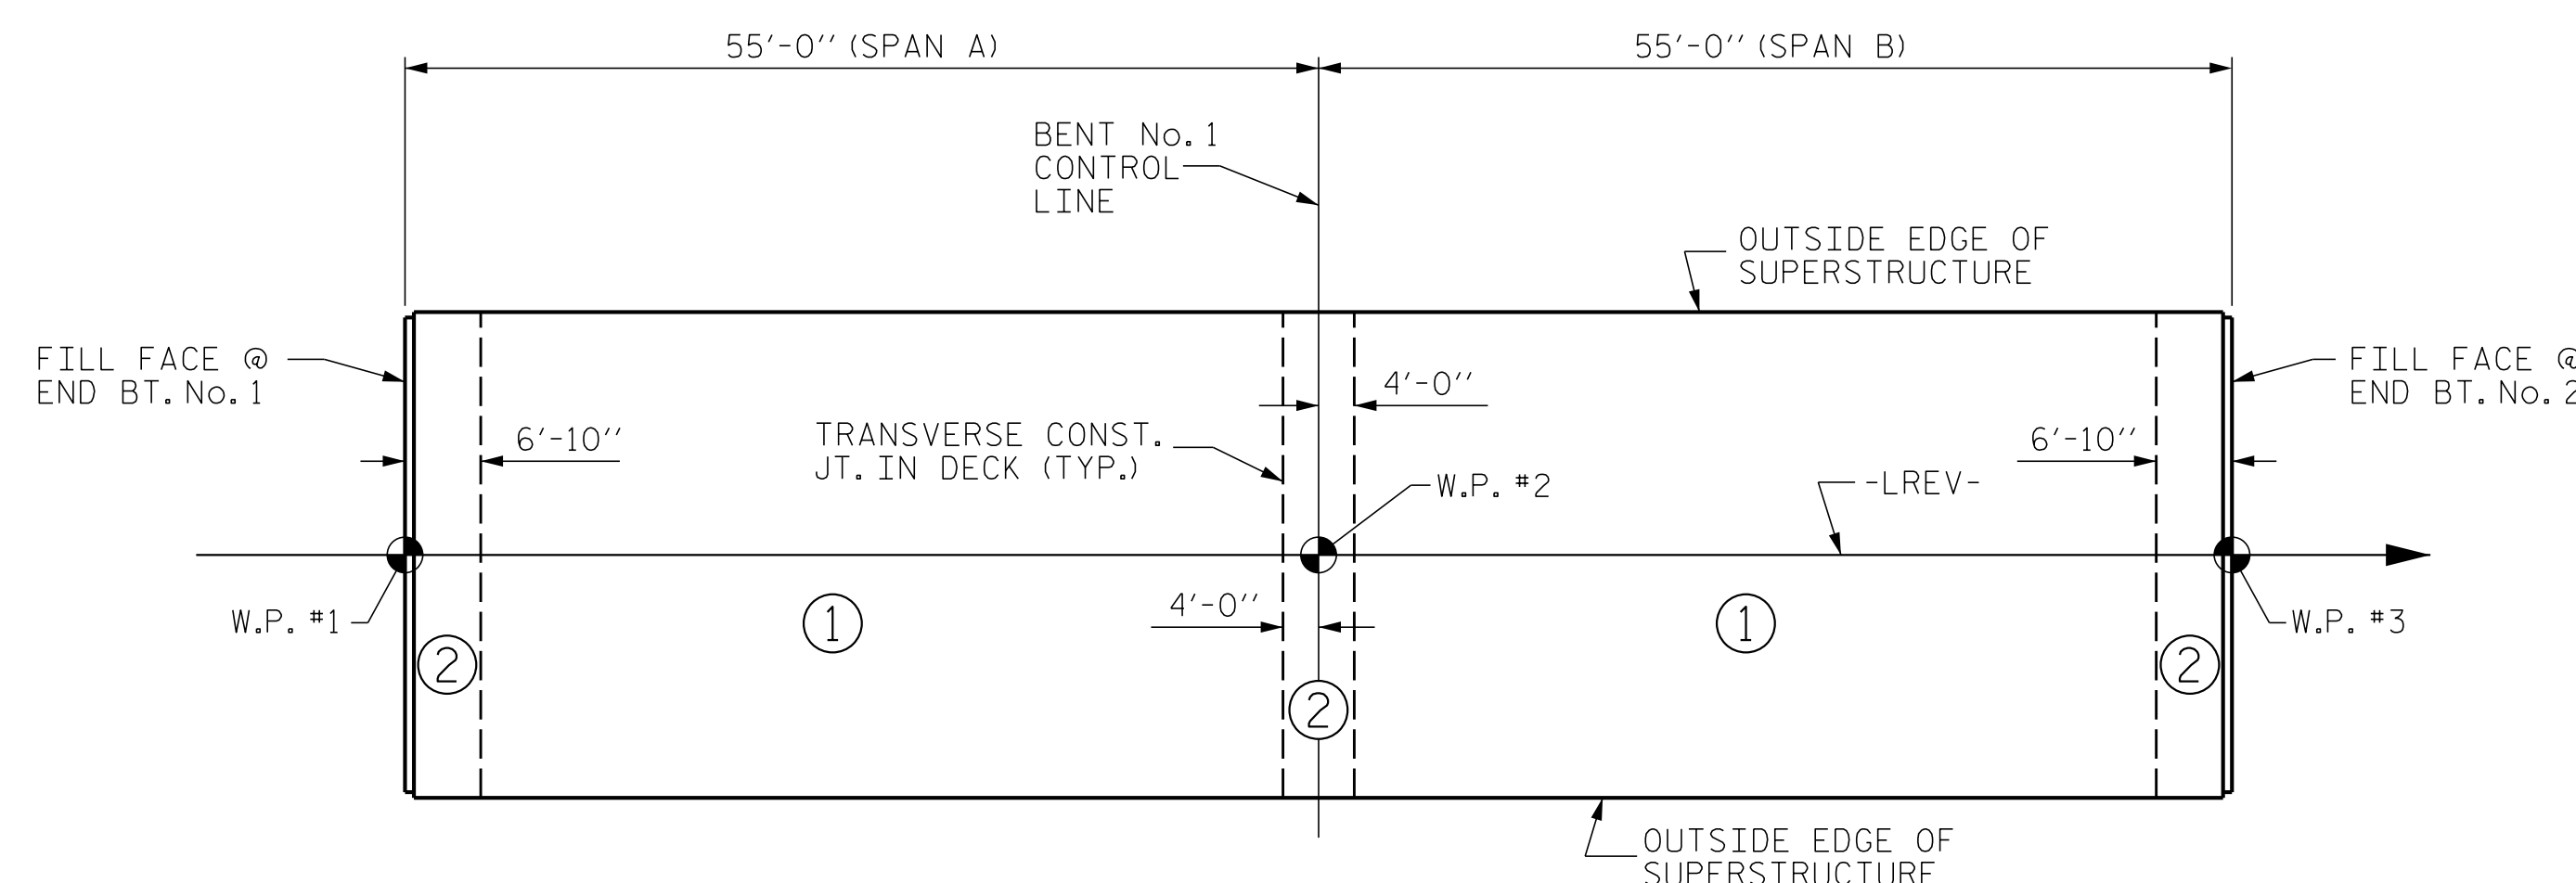 55'-0" (SPAN A)
55'-0" (SPAN B)
BENT No. 1
CONTROL
LINE
OUTSIDE EDGE OF
SUPERSTRUCTURE
FILL FACE @
END BT. No. 1
FILL FACE @
END BT. No. 2
4'-0"
TRANSVERSE CONST.
JT. IN DECK (TYP.)
6'-10"
6'-10"
W.P. #2
-LREV-
W.P. #1
4'-0"
1
1
W.P. #3
2
2
2
OUTSIDE EDGE OF
SUPERSTRUCTURE